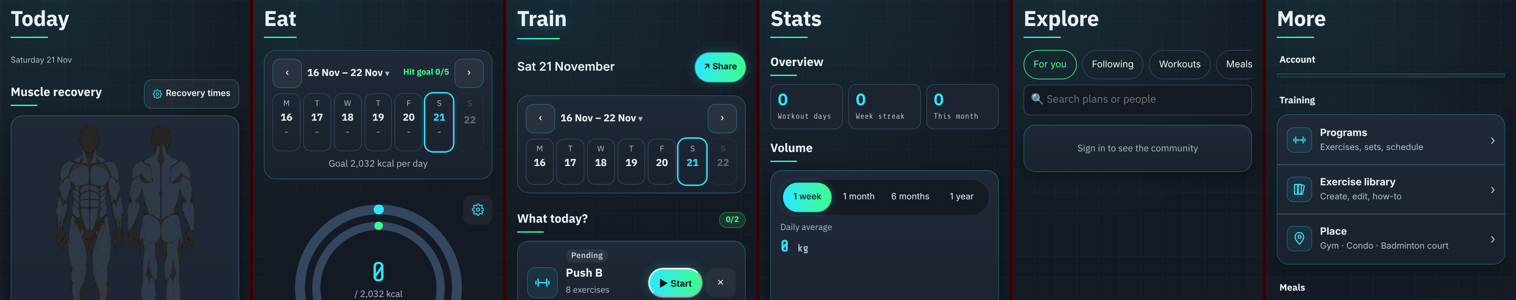 Today
Saturday 21 Nov
Muscle recovery
Recovery times
Eat
‹ 16 Nov – 22 Nov ▾ Hit goal 0/5 ›
M T W T F S S
16 17 18 19 20 21 22
- - - - - -
Goal 2,032 kcal per day
0
/ 2,032 kcal
Train
Sat 21 November
↗ Share
‹ 16 Nov – 22 Nov ▾ ›
M T W T F S S
16 17 18 19 20 21 22
What today?
0/2
Pending
Push B
8 exercises
▶ Start
×
Stats
Overview
0 0 0
Workout days Week streak This month
Volume
1 week 1 month 6 months 1 year
Daily average
0 kg
Explore
For you Following Workouts Meals
🔍 Search plans or people
Sign in to see the community
More
Account
Training
Programs ›
Exercises, sets, schedule
Exercise library ›
Create, edit, how-to
Place ›
Gym · Condo · Badminton court
Meals